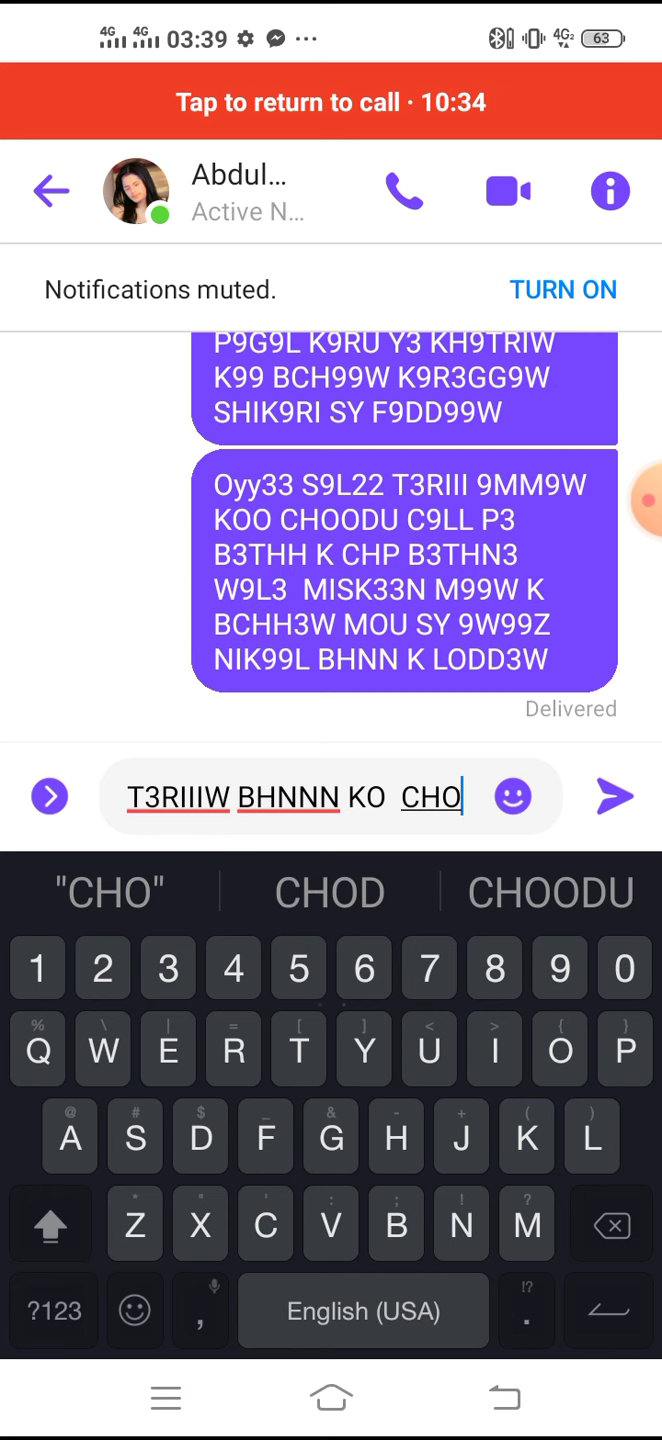 4G 4G 03:39 ... 4G2 63
Tap to return to call · 10:34
Abdul...
Active N...
Notifications muted. TURN ON
P9G9L K9RU Y3 KH9TRIW
K99 BCH99W K9R3GG9W
SHIK9RI SY F9DD99W
Oyy33 S9L22 T3RIII 9MM9W
KOO CHOODU C9LL P3
B3THH K CHP B3THN3
W9L3 MISK33N M99W K
BCHH3W MOU SY 9W99Z
NIK99L BHNN K LODD3W
Delivered
T3RIIIW BHNNN KO CHO
"CHO" CHOD CHOODU
1 2 3 4 5 6 7 8 9 0
% \ | = [ ] < > { }
Q W E R T Y U I O P
@ # $ _ & - + ( )
A S D F G H J K L
* " ' : ; ! ?
Z X C V B N M
!?
?123 , English (USA) .